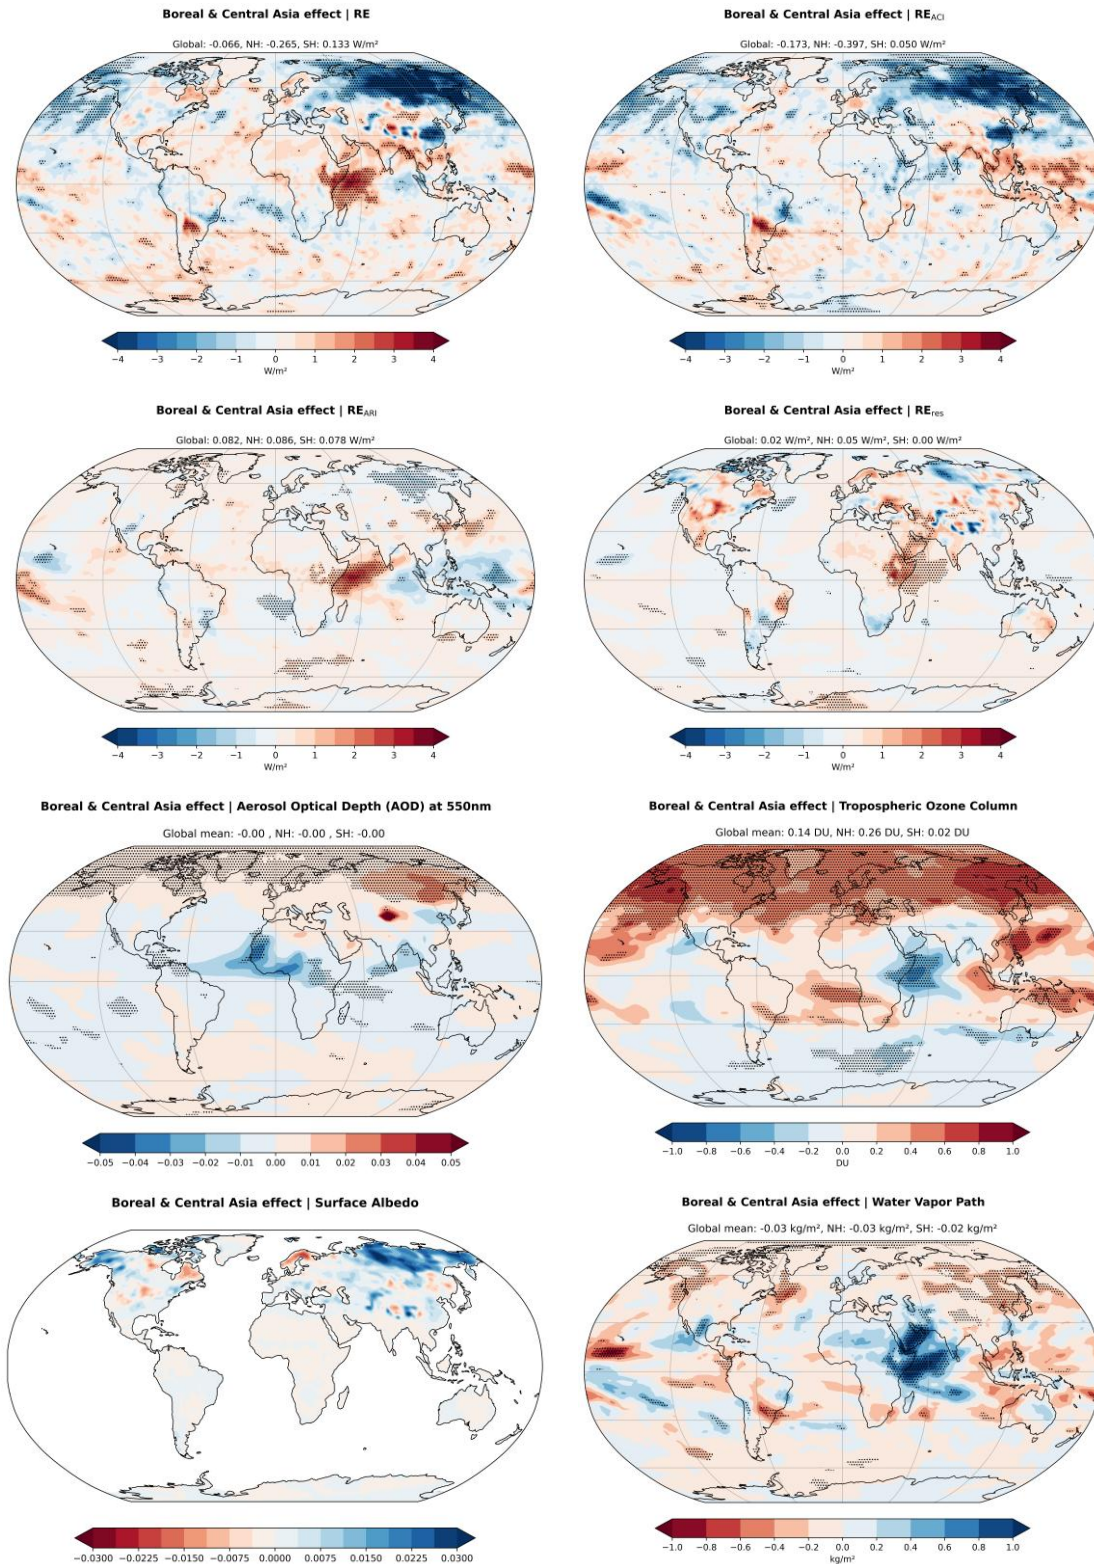 Boreal & Central Asia effect | RE
Global: -0.066, NH: -0.265, SH: 0.133 W/m²
−4 −3 −2 −1 0 1 2 3 4
W/m²
Boreal & Central Asia effect | RE_ACI
Global: -0.173, NH: -0.397, SH: 0.050 W/m²
−4 −3 −2 −1 0 1 2 3 4
W/m²
Boreal & Central Asia effect | RE_ARI
Global: 0.082, NH: 0.086, SH: 0.078 W/m²
−4 −3 −2 −1 0 1 2 3 4
W/m²
Boreal & Central Asia effect | RE_res
Global: 0.02 W/m², NH: 0.05 W/m², SH: 0.00 W/m²
−4 −3 −2 −1 0 1 2 3 4
W/m²
Boreal & Central Asia effect | Aerosol Optical Depth (AOD) at 550nm
Global mean: -0.00 , NH: -0.00 , SH: -0.00
−0.05 −0.04 −0.03 −0.02 −0.01 0.00 0.01 0.02 0.03 0.04 0.05
Boreal & Central Asia effect | Tropospheric Ozone Column
Global mean: 0.14 DU, NH: 0.26 DU, SH: 0.02 DU
−1.0 −0.8 −0.6 −0.4 −0.2 0.0 0.2 0.4 0.6 0.8 1.0
DU
Boreal & Central Asia effect | Surface Albedo
−0.0300 −0.0225 −0.0150 −0.0075 0.0000 0.0075 0.0150 0.0225 0.0300
Boreal & Central Asia effect | Water Vapor Path
Global mean: -0.03 kg/m², NH: -0.03 kg/m², SH: -0.02 kg/m²
−1.0 −0.8 −0.6 −0.4 −0.2 0.0 0.2 0.4 0.6 0.8 1.0
kg/m²